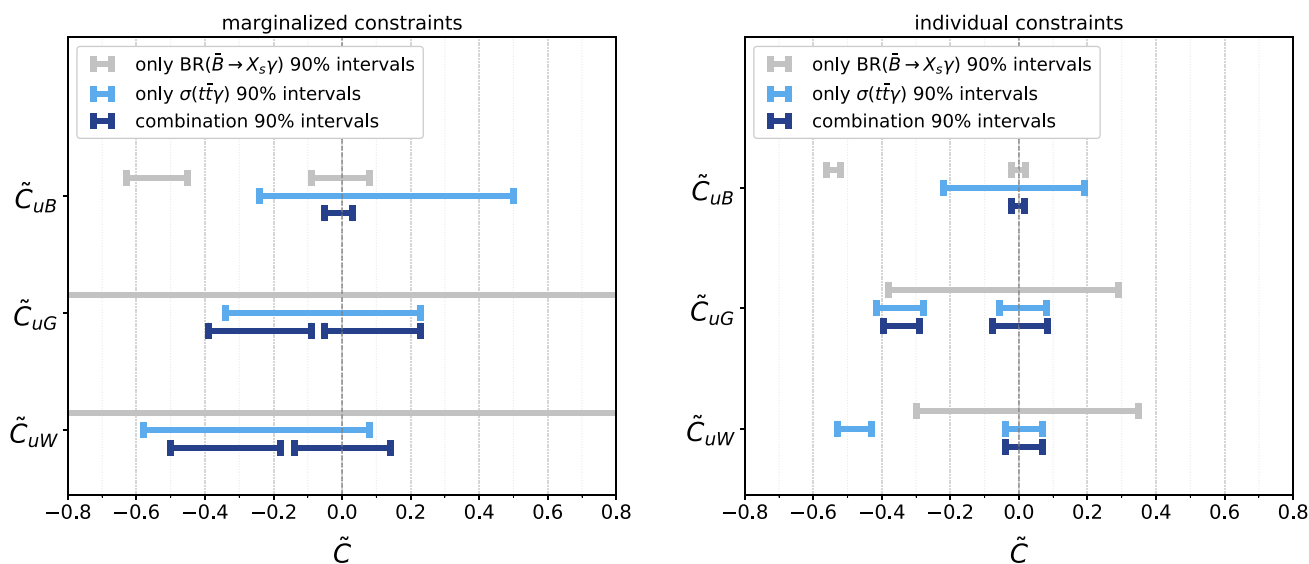 marginalized constraints
only BR(B̄ → X_sγ) 90% intervals
only σ(tt̄γ) 90% intervals
combination 90% intervals
C̃_uB
C̃_uG
C̃_uW
−0.8 −0.6 −0.4 −0.2 0.0 0.2 0.4 0.6 0.8
C̃
individual constraints
only BR(B̄ → X_sγ) 90% intervals
only σ(tt̄γ) 90% intervals
combination 90% intervals
C̃_uB
C̃_uG
C̃_uW
−0.8 −0.6 −0.4 −0.2 0.0 0.2 0.4 0.6 0.8
C̃